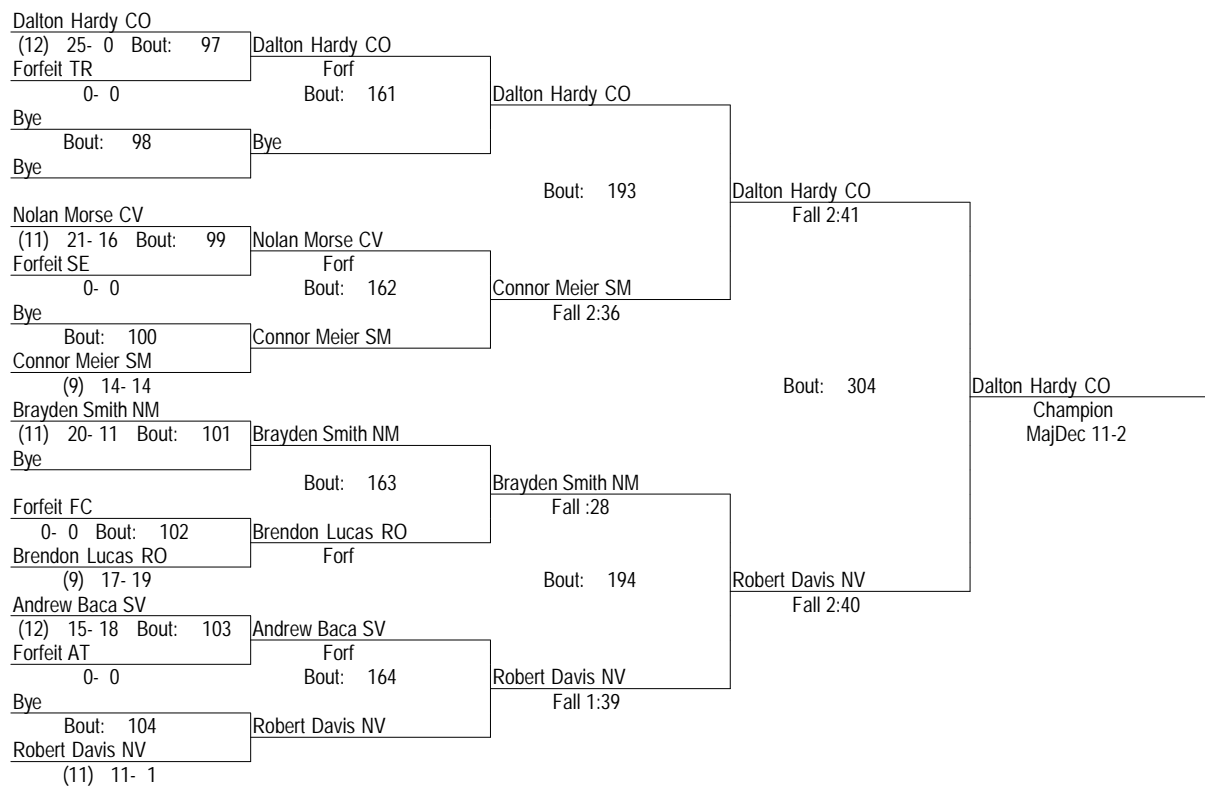 Dalton Hardy CO
(12) 25- 0 Bout: 97
Forfeit TR
0- 0
Bye
Bout: 98
Bye
Nolan Morse CV
(11) 21- 16 Bout: 99
Forfeit SE
0- 0
Bye
Bout: 100
Connor Meier SM
(9) 14- 14
Brayden Smith NM
(11) 20- 11 Bout: 101
Bye
Forfeit FC
0- 0 Bout: 102
Brendon Lucas RO
(9) 17- 19
Andrew Baca SV
(12) 15- 18 Bout: 103
Forfeit AT
0- 0
Bye
Bout: 104
Robert Davis NV
(11) 11- 1
Dalton Hardy CO
Forf
Bout: 161
Bye
Nolan Morse CV
Forf
Bout: 162
Connor Meier SM
Brayden Smith NM
Bout: 163
Brendon Lucas RO
Forf
Andrew Baca SV
Forf
Bout: 164
Robert Davis NV
Dalton Hardy CO
Bout: 193
Connor Meier SM
Fall 2:36
Brayden Smith NM
Fall :28
Bout: 194
Robert Davis NV
Fall 1:39
Dalton Hardy CO
Fall 2:41
Bout: 304
Robert Davis NV
Fall 2:40
Dalton Hardy CO
Champion
MajDec 11-2